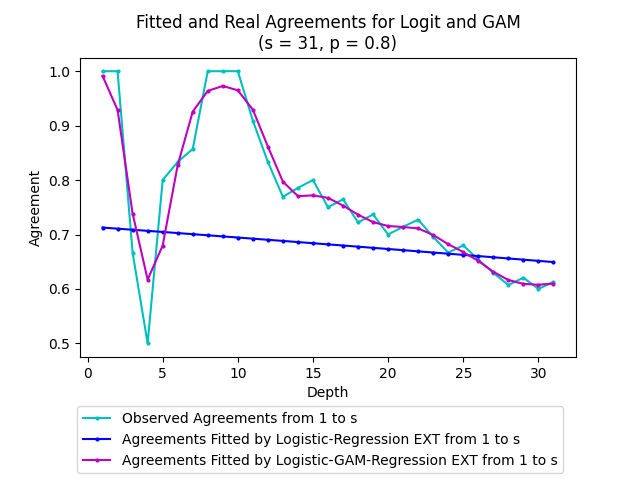 Fitted and Real Agreements for Logit and GAM
(s = 31, p = 0.8)
1.0
0.9
0.8
0.7
0.6
0.5
Agreement
0
5
10
15
20
25
30
Depth
Observed Agreements from 1 to s
Agreements Fitted by Logistic-Regression EXT from 1 to s
Agreements Fitted by Logistic-GAM-Regression EXT from 1 to s